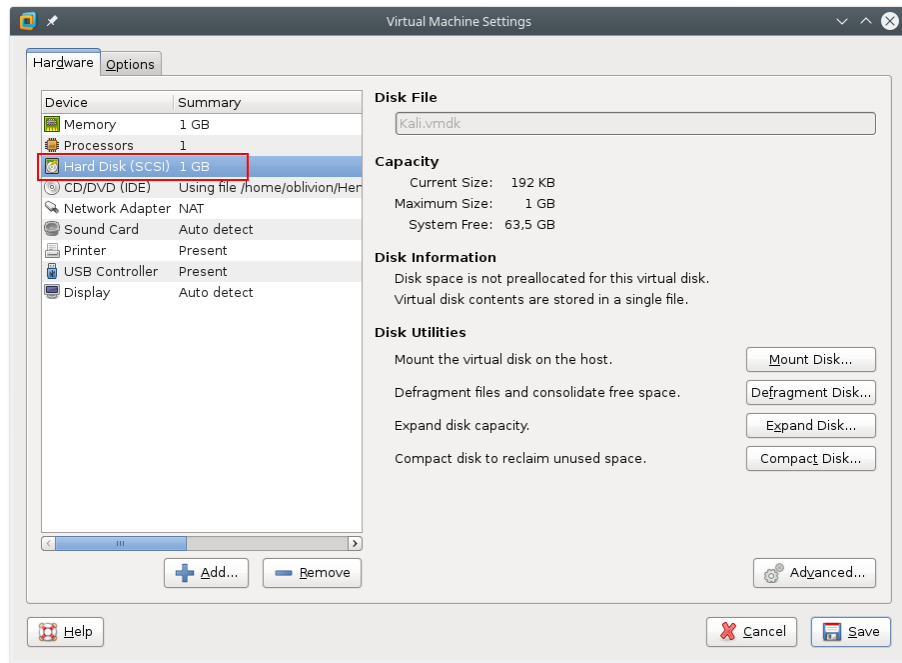 Virtual Machine Settings
Hardware Options
Device Summary
Memory 1 GB
Processors 1
Hard Disk (SCSI) 1 GB
CD/DVD (IDE) Using file /home/oblivion/Her
Network Adapter NAT
Sound Card Auto detect
Printer Present
USB Controller Present
Display Auto detect
Add... Remove
Disk File
Kali.vmdk
Capacity
Current Size: 192 KB
Maximum Size: 1 GB
System Free: 63,5 GB
Disk Information
Disk space is not preallocated for this virtual disk.
Virtual disk contents are stored in a single file.
Disk Utilities
Mount the virtual disk on the host. Mount Disk...
Defragment files and consolidate free space. Defragment Disk...
Expand disk capacity. Expand Disk...
Compact disk to reclaim unused space. Compact Disk...
Advanced...
Help Cancel Save